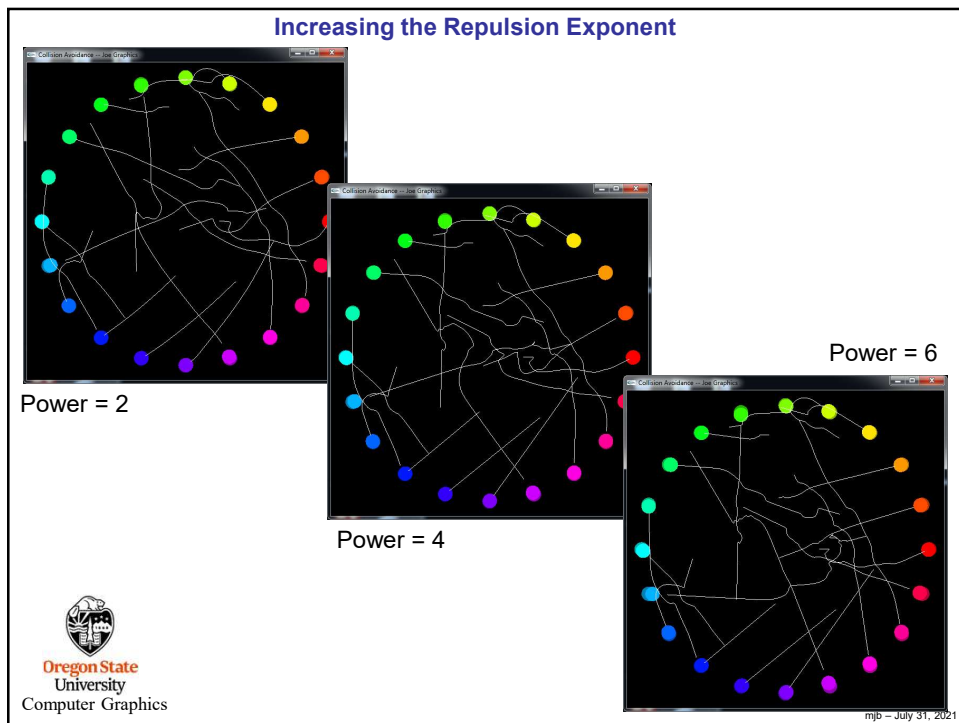 Increasing the Repulsion Exponent
Collision Avoidance -- Joe Graphics
Power = 2
Collision Avoidance -- Joe Graphics
Power = 4
Power = 6
Collision Avoidance -- Joe Graphics
Oregon State
University
Computer Graphics
mjb – July 31, 2021